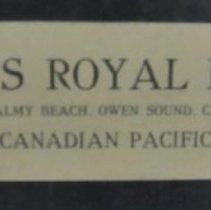 S ROYAL
ALMY BEACH, OWEN SOUND, C
CANADIAN PACIFIC